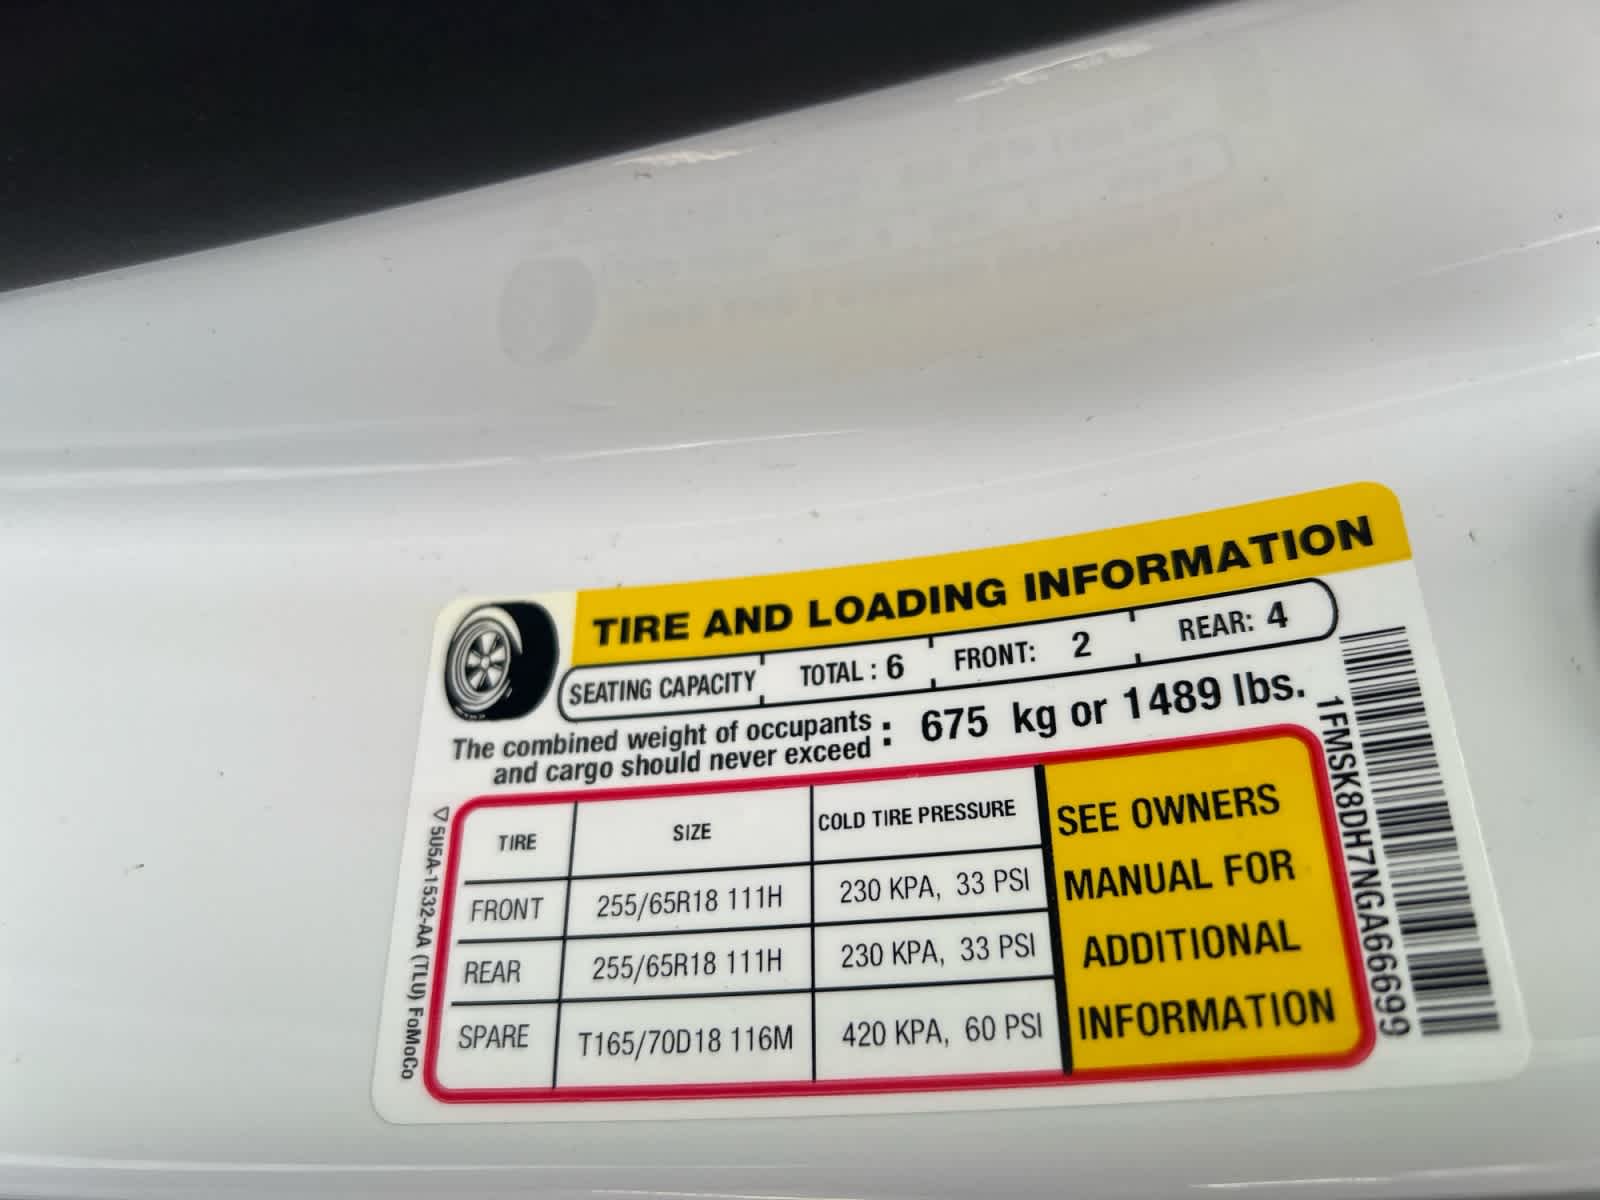 TIRE AND LOADING INFORMATION
SEATING CAPACITY TOTAL : 6 FRONT: 2 REAR: 4
The combined weight of occupants
and cargo should never exceed : 675 kg or 1489 lbs.
TIRE SIZE COLD TIRE PRESSURE
FRONT 255/65R18 111H 230 KPA, 33 PSI
REAR 255/65R18 111H 230 KPA, 33 PSI
SPARE T165/70D18 116M 420 KPA, 60 PSI
SEE OWNERS
MANUAL FOR
ADDITIONAL
INFORMATION
5U5A-1532-AA (TLU) FoMoCo
1FMSK8DH7NGA66699